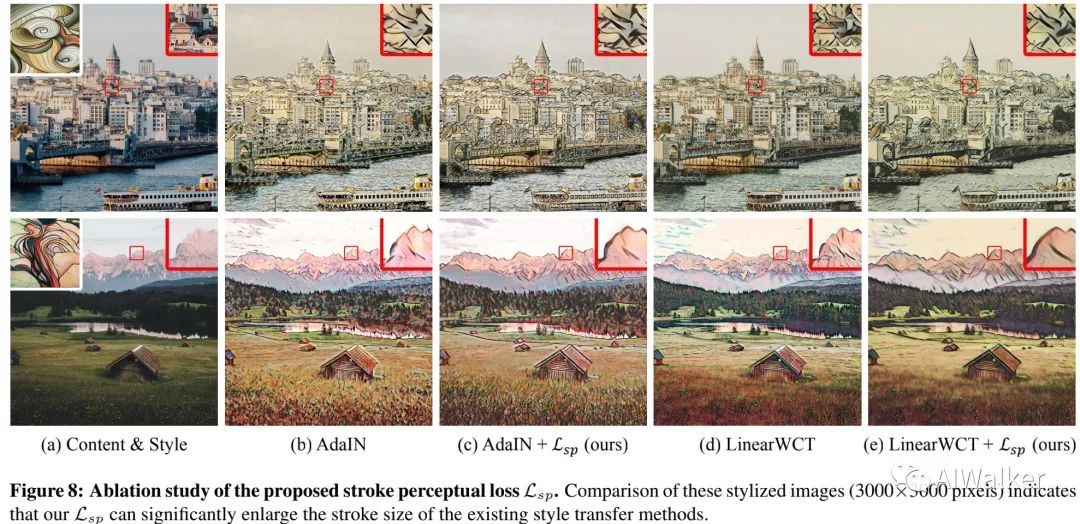 (a) Content & Style
(b) AdaIN
(c) AdaIN + ℒsp (ours)
(d) LinearWCT
(e) LinearWCT + ℒsp (ours)
AIWalker
Figure 8: Ablation study of the proposed stroke perceptual loss ℒsp. Comparison of these stylized images (3000×3000 pixels) indicates
that our ℒsp can significantly enlarge the stroke size of the existing style transfer methods.